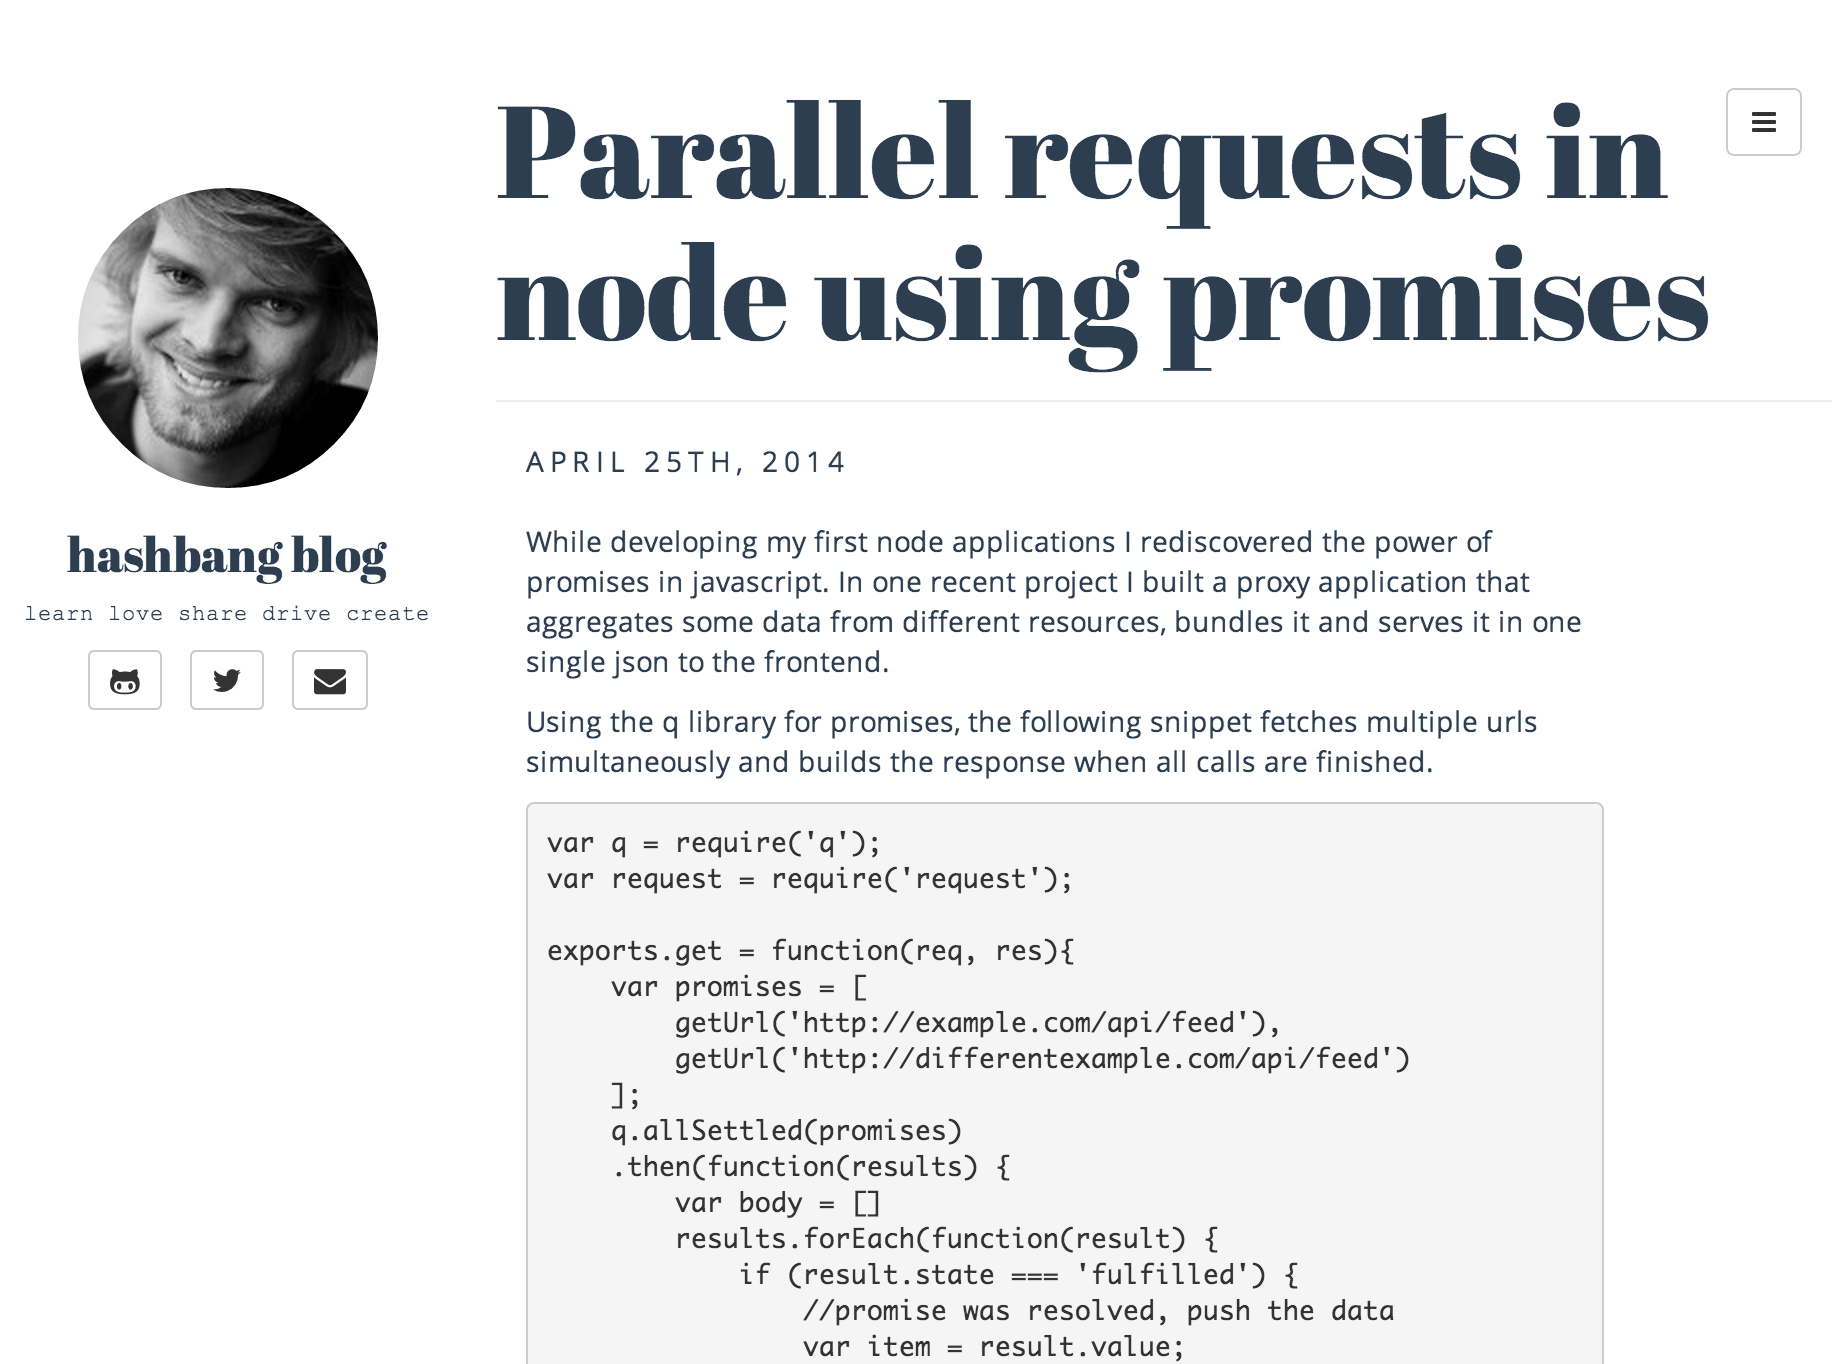 Parallel requests in
node using promises
hashbang blog
learn love share drive create
APRIL 25TH, 2014
While developing my first node applications I rediscovered the power of
promises in javascript. In one recent project I built a proxy application that
aggregates some data from different resources, bundles it and serves it in one
single json to the frontend.
Using the q library for promises, the following snippet fetches multiple urls
simultaneously and builds the response when all calls are finished.
var q = require('q');
var request = require('request');
exports.get = function(req, res){
    var promises = [
        getUrl('http://example.com/api/feed'),
        getUrl('http://differentexample.com/api/feed')
    ];
    q.allSettled(promises)
    .then(function(results) {
        var body = []
        results.forEach(function(result) {
            if (result.state === 'fulfilled') {
                //promise was resolved, push the data
                var item = result.value;